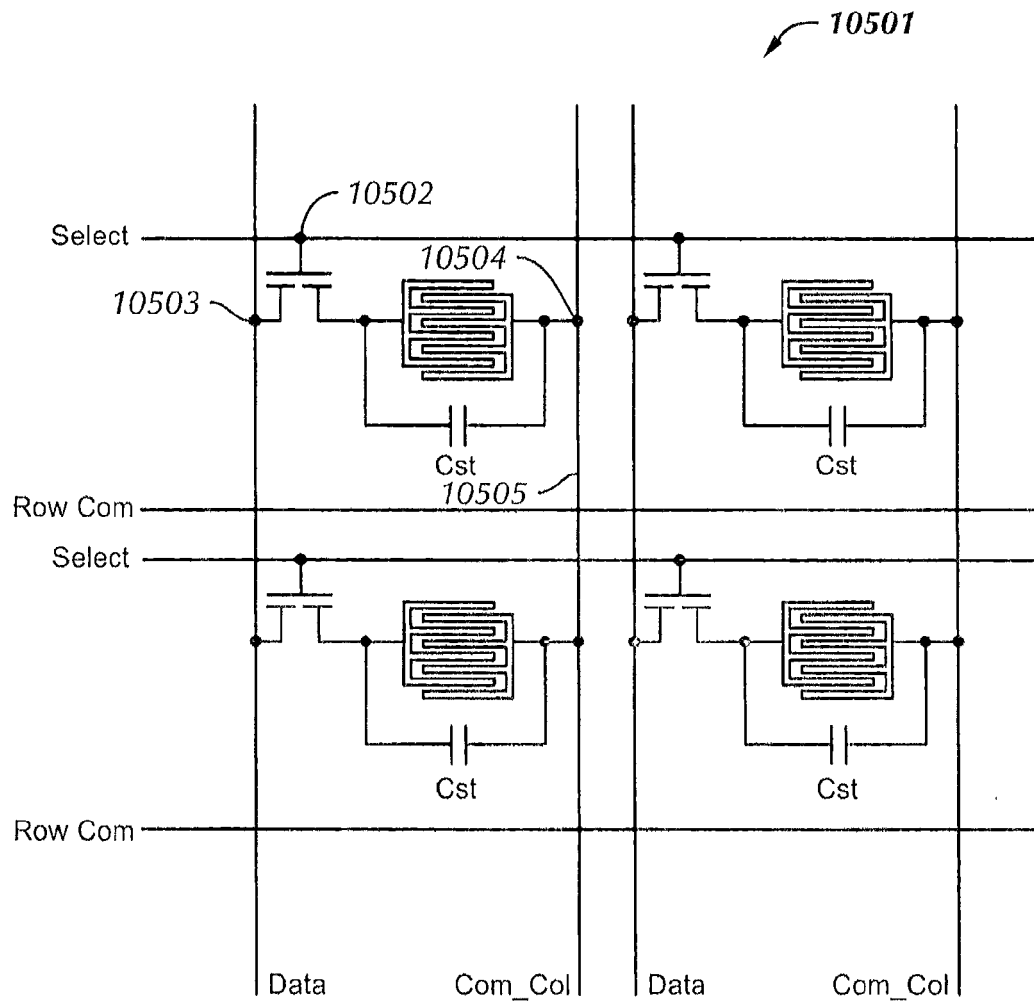 10501
10502
Select
10504
10503
Cst
Cst
10505
Row Com
Select
Cst
Cst
Row Com
Data
Com_Col
Data
Com_Col